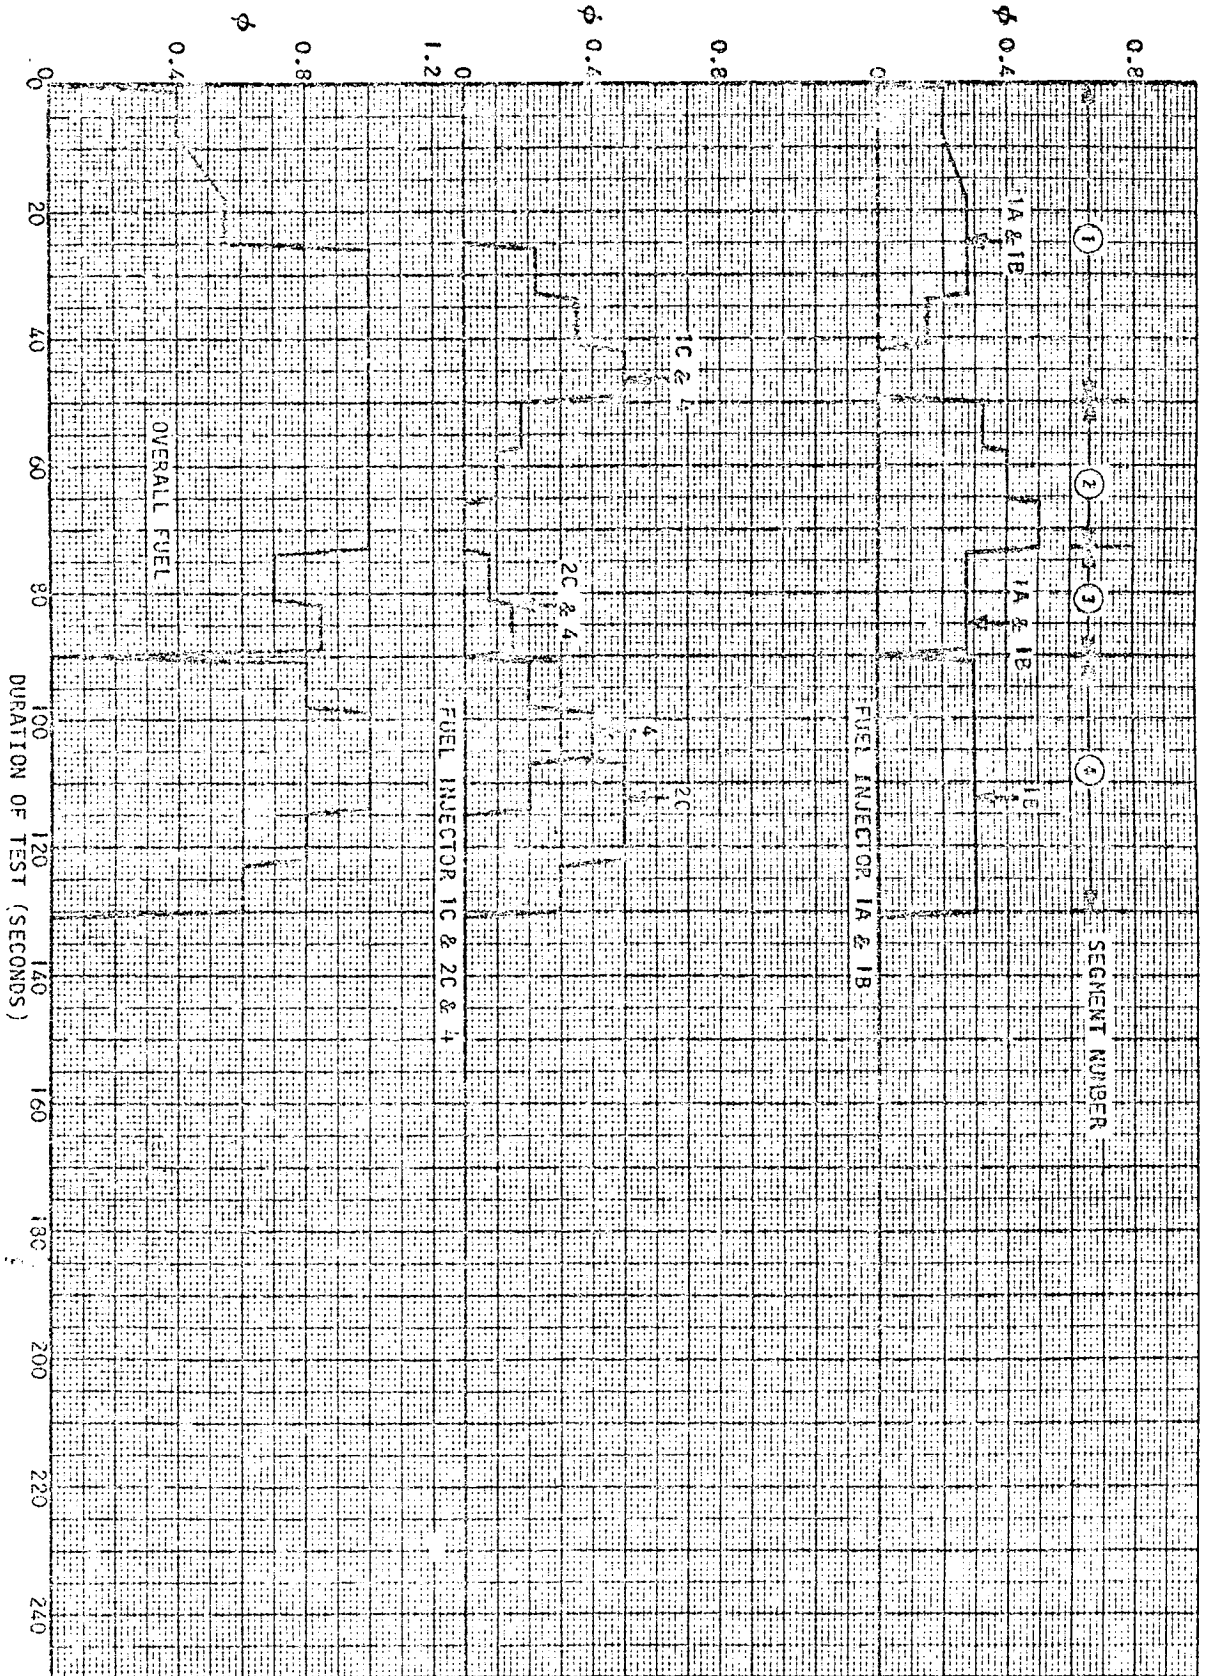 SEGMENT NUMBER
1
2
3
4
ϕ
0.8
0.4
0
1A & 1B
1A & 1B
FUEL INJECTOR 1A & 1B
ϕ
0.8
0.4
0
1C & 4
2C & 4
4
2C
FUEL INJECTOR 1C & 2C & 4
ϕ
1.2
0.8
0.4
0
OVERALL FUEL
0 20 40 60 80 100 120 140 160 180 200 220 240
DURATION OF TEST (SECONDS)